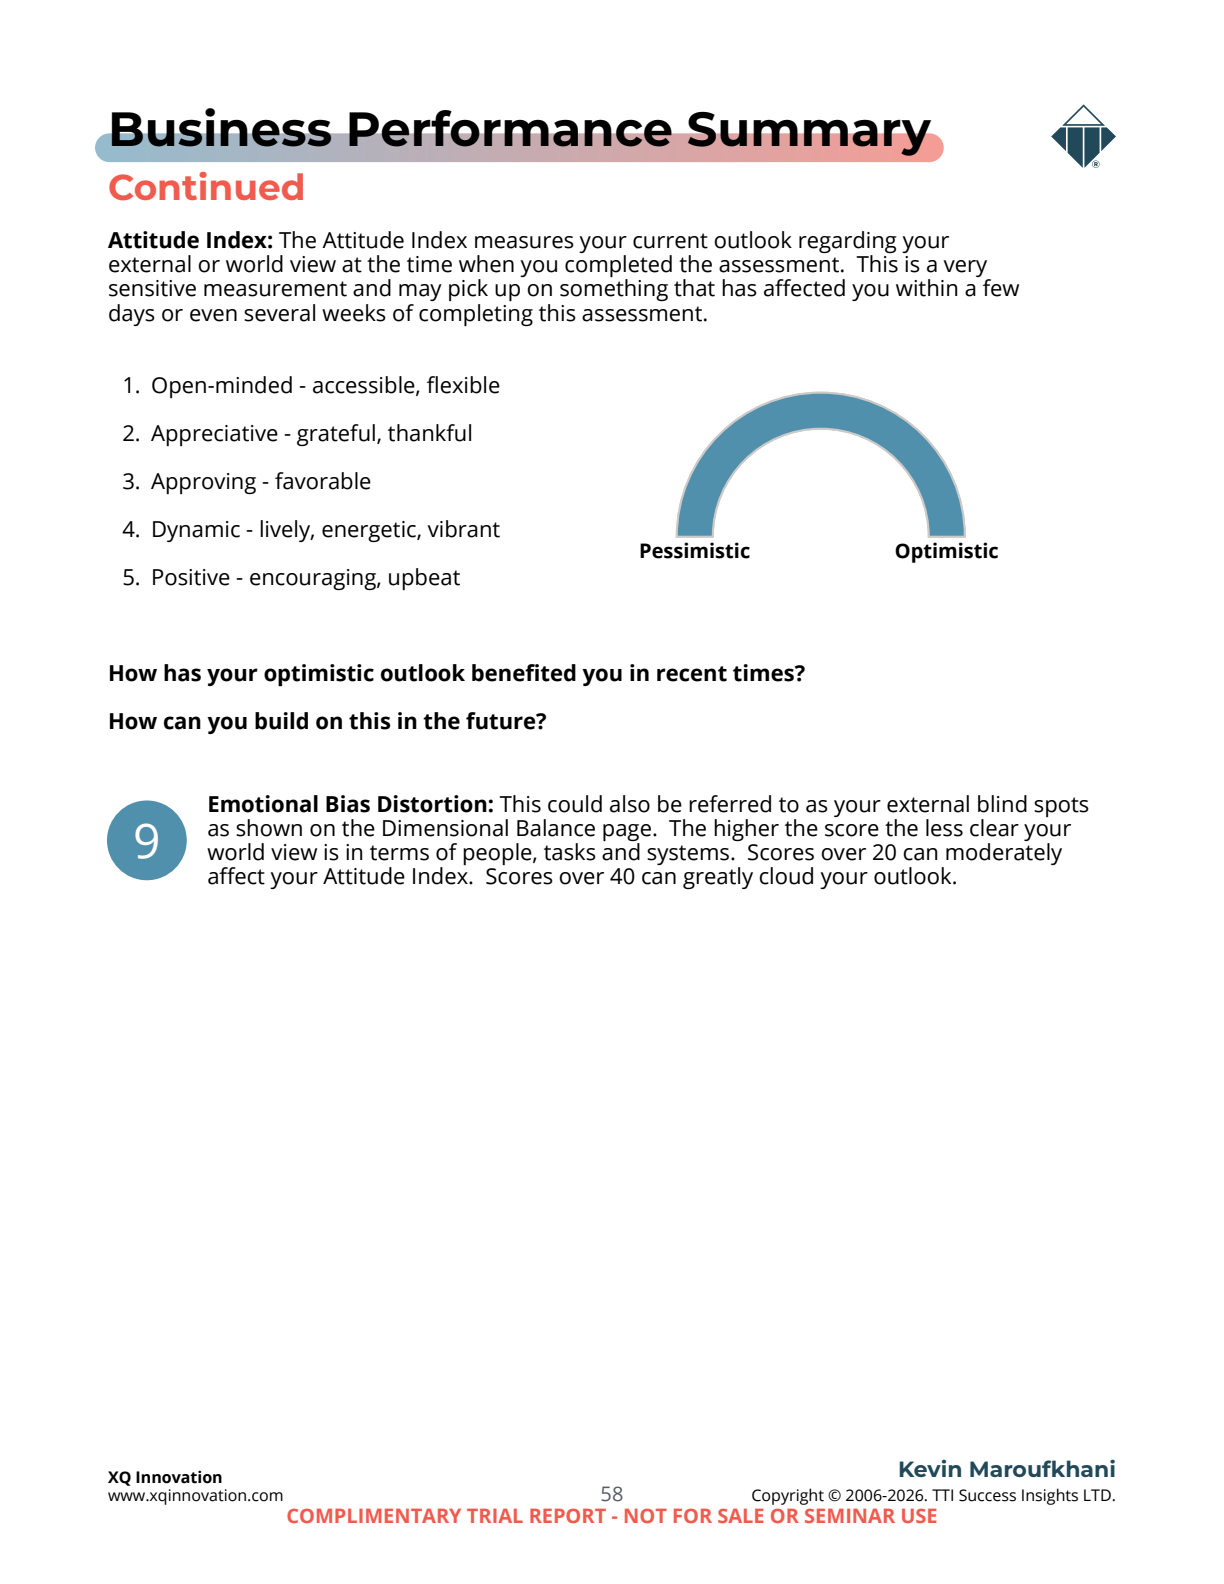 Business Performance Summary
Continued
Attitude Index: The Attitude Index measures your current outlook regarding your
external or world view at the time when you completed the assessment.  This is a very
sensitive measurement and may pick up on something that has affected you within a few
days or even several weeks of completing this assessment.
1. Open-minded - accessible, flexible
2. Appreciative - grateful, thankful
3. Approving - favorable
4. Dynamic - lively, energetic, vibrant
5. Positive - encouraging, upbeat
Pessimistic
Optimistic
How has your optimistic outlook benefited you in recent times?
How can you build on this in the future?
9
Emotional Bias Distortion: This could also be referred to as your external blind spots
as shown on the Dimensional Balance page.  The higher the score the less clear your
world view is in terms of people, tasks and systems.  Scores over 20 can moderately
affect your Attitude Index.  Scores over 40 can greatly cloud your outlook.
XQ Innovation
www.xqinnovation.com
58
Kevin Maroufkhani
Copyright © 2006-2026. TTI Success Insights LTD.
COMPLIMENTARY TRIAL REPORT - NOT FOR SALE OR SEMINAR USE